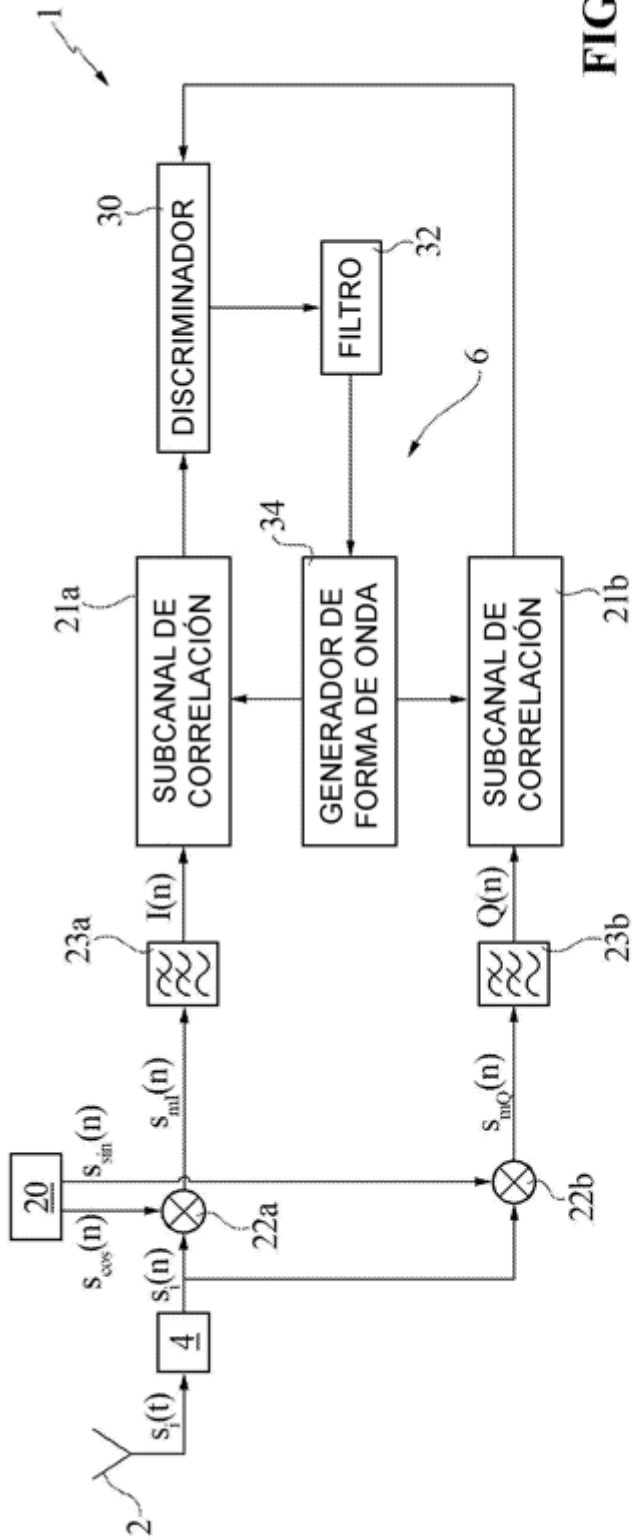 1
FIG
30
DISCRIMINADOR
32
FILTRO
6
21a
SUBCANAL DE
CORRELACIÓN
34
GENERADOR DE
FORMA DE ONDA
21b
SUBCANAL DE
CORRELACIÓN
I(n)
Q(n)
23a
23b
s_mI(n)
s_mQ(n)
20
s_sin(n)
s_cos(n)
22a
22b
s_i(n)
4
s_i(t)
2